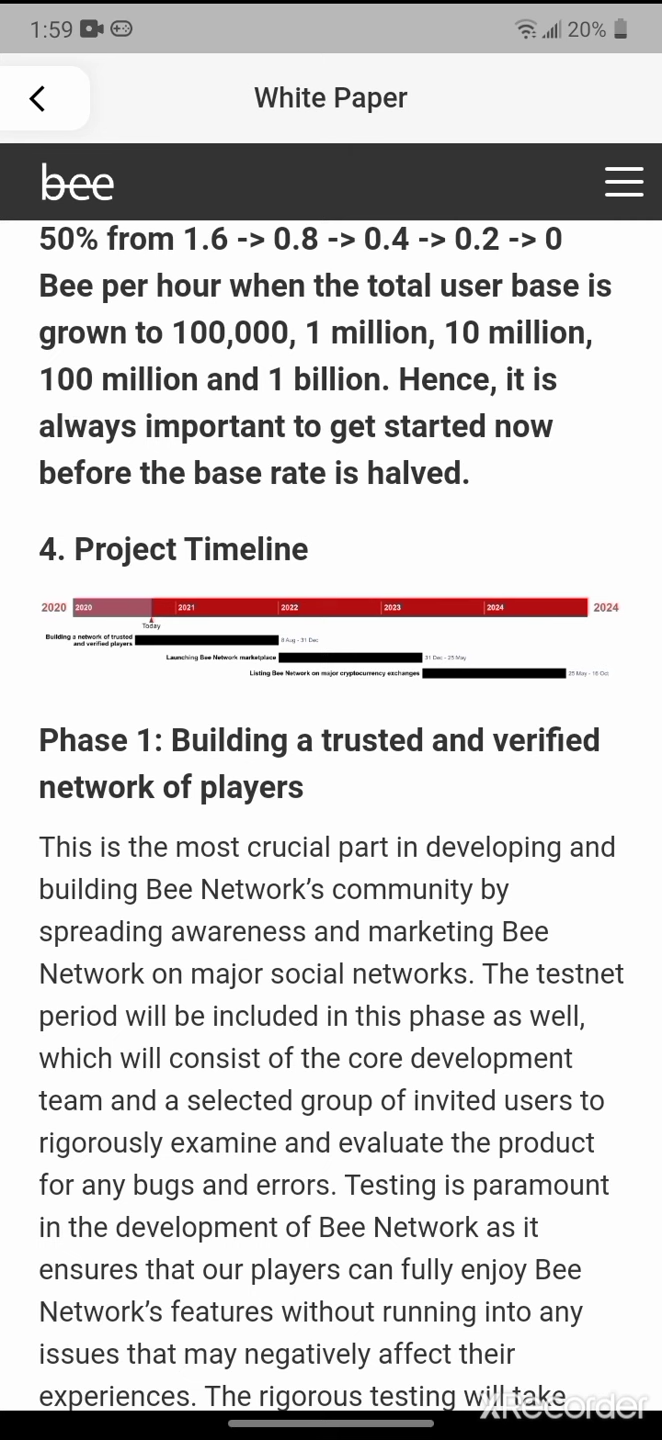 1:59
20%
White Paper
bee
50% from 1.6 -> 0.8 -> 0.4 -> 0.2 -> 0
Bee per hour when the total user base is
grown to 100,000, 1 million, 10 million,
100 million and 1 billion. Hence, it is
always important to get started now
before the base rate is halved.
4. Project Timeline
2020 2020 2021 2022 2023 2024 2024
Today
Building a network of trusted
and verified players
8 Aug - 31 Dec
Launching Bee Network marketplace 31 Dec - 25 May
Listing Bee Network on major cryptocurrency exchanges 25 May - 16 Oct
Phase 1: Building a trusted and verified
network of players
This is the most crucial part in developing and
building Bee Network’s community by
spreading awareness and marketing Bee
Network on major social networks. The testnet
period will be included in this phase as well,
which will consist of the core development
team and a selected group of invited users to
rigorously examine and evaluate the product
for any bugs and errors. Testing is paramount
in the development of Bee Network as it
ensures that our players can fully enjoy Bee
Network’s features without running into any
issues that may negatively affect their
experiences. The rigorous testing will take
XRecorder